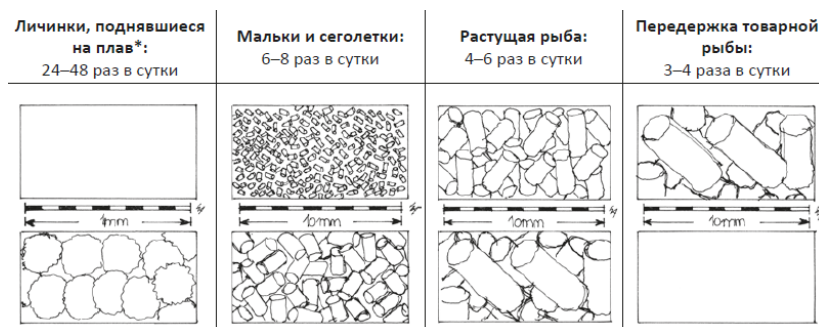 Личинки, поднявшиеся
на плав*:
24–48 раз в сутки
Мальки и сеголетки:
6–8 раз в сутки
Растущая рыба:
4–6 раз в сутки
Передержка товарной
рыбы:
3–4 раза в сутки
1mm
10mm
10mm
10mm